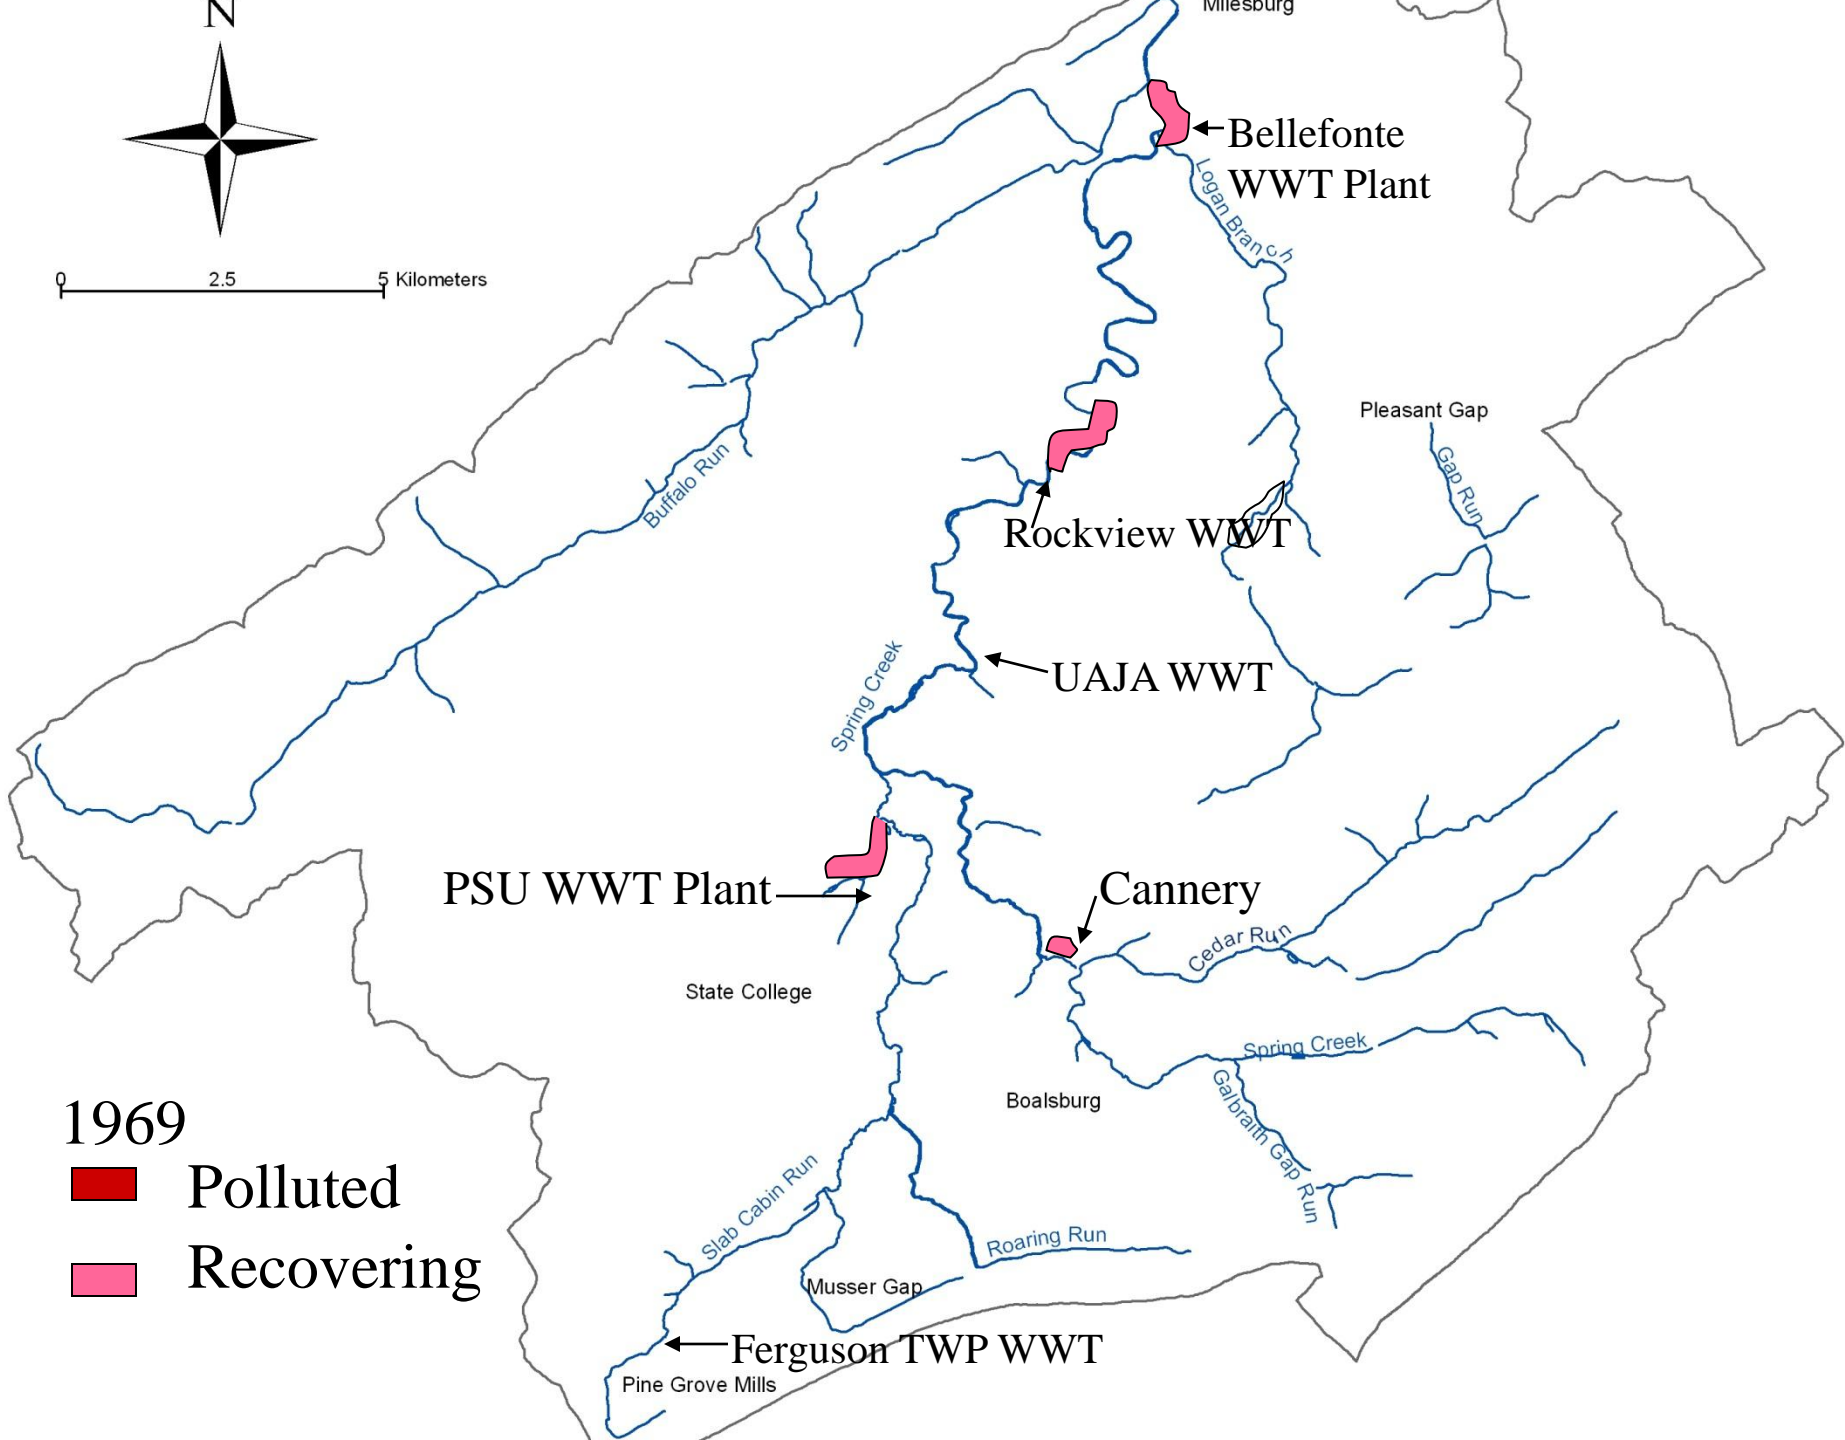 Milesburg
N
Bellefonte
WWT Plant
Logan Branch
0 2.5 5 Kilometers
Pleasant Gap
Gap Run
Buffalo Run
Rockview WWT
Spring Creek
UAJA WWT
PSU WWT Plant
Cannery
Cedar Run
State College
Spring Creek
Boalsburg
Galbraith Gap Run
1969
Polluted
Slab Cabin Run
Recovering
Roaring Run
Musser Gap
Ferguson TWP WWT
Pine Grove Mills